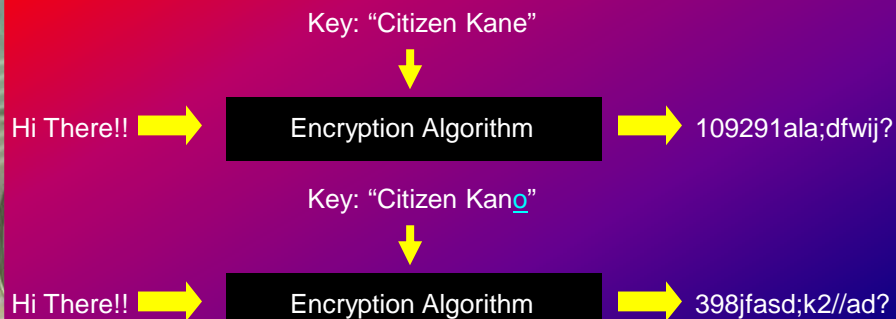 Key: “Citizen Kane”
Hi There!! Encryption Algorithm 109291ala;dfwij?
Key: “Citizen Kano”
Hi There!! Encryption Algorithm 398jfasd;k2//ad?